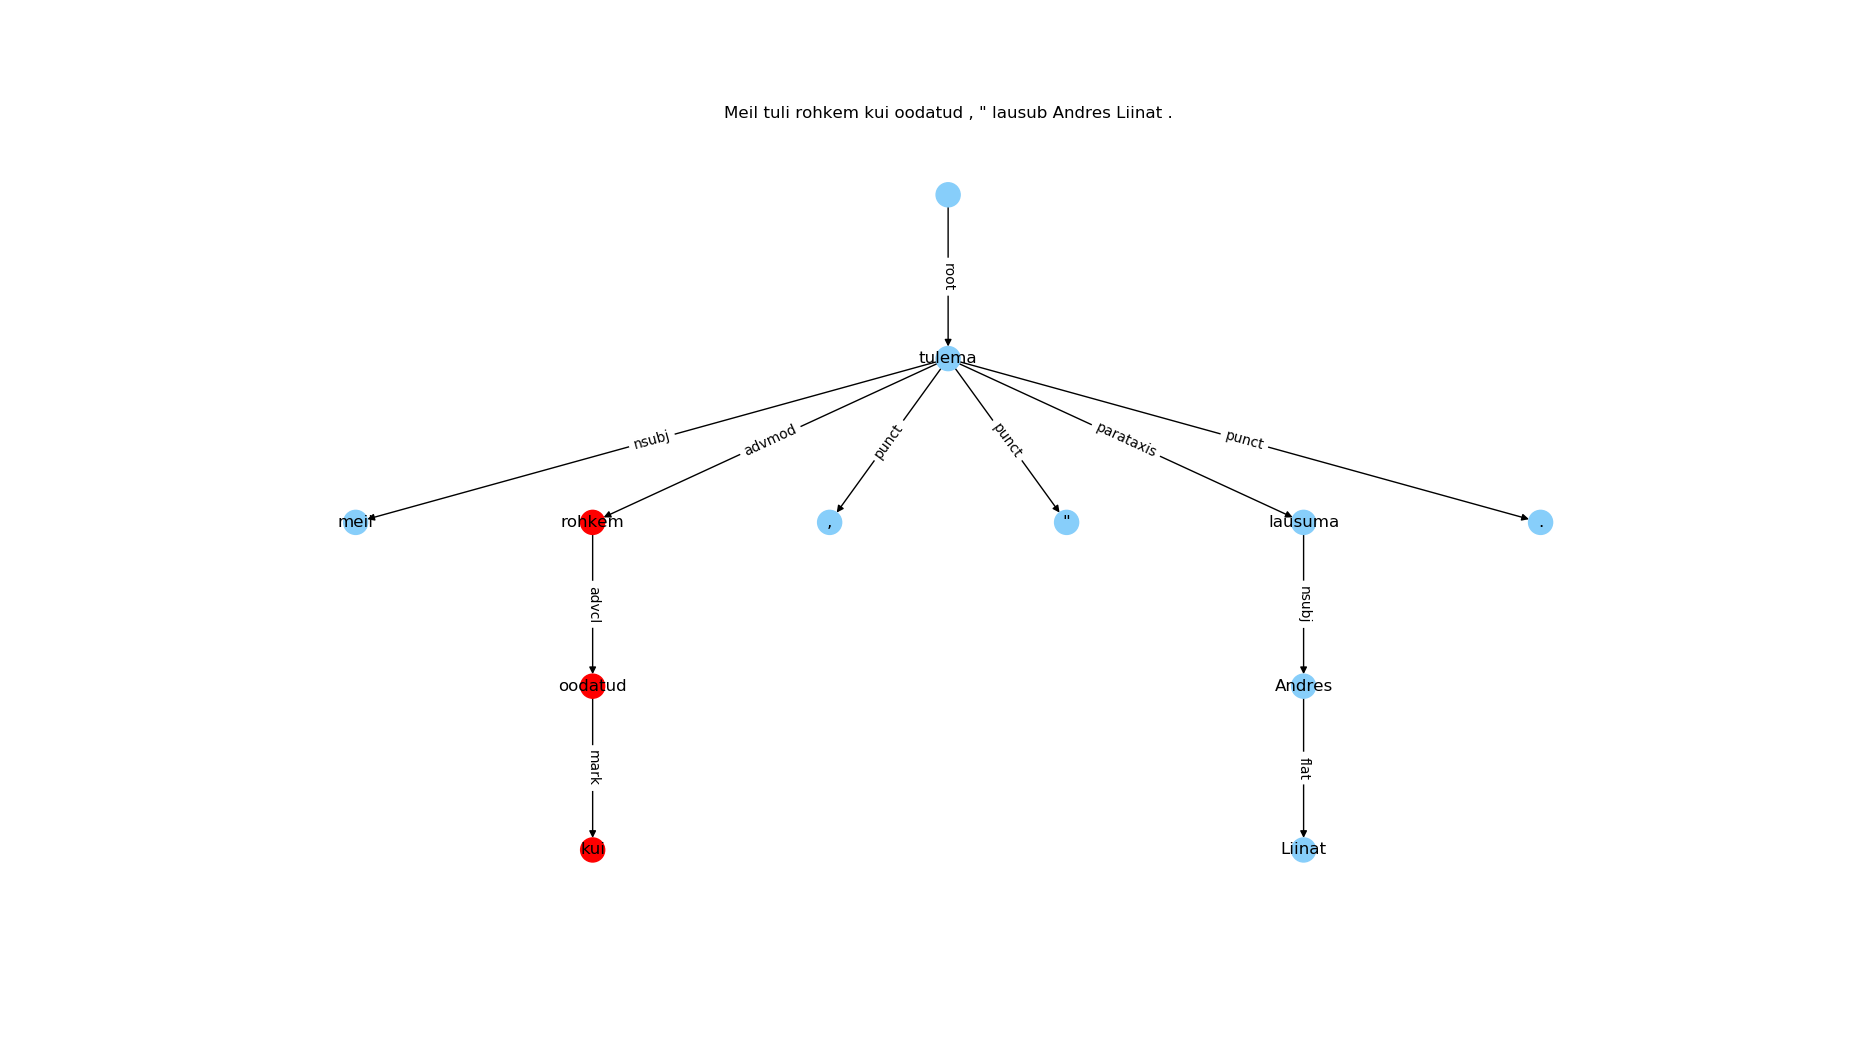 Meil tuli rohkem kui oodatud , " lausub Andres Liinat .
root
tulema
nsubj
advmod
punct
punct
parataxis
punct
rohkem
,
"
lausuma
.
advcl
nsubj
oodatud
Andres
mark
flat
kui
Liinat